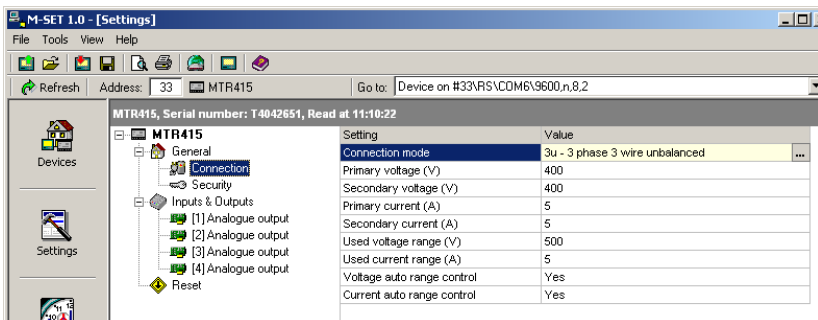 M-SET 1.0 - [Settings]
File Tools View Help
Refresh Address: 33 MTR415 Go to: Device on #33\RS\COM6\9600,n,8,2
MTR415, Serial number: T4042651, Read at 11:10:22
Devices
Settings
MTR415
General
Connection
Security
Inputs & Outputs
[1] Analogue output
[2] Analogue output
[3] Analogue output
[4] Analogue output
Reset
Setting Value
Connection mode 3u - 3 phase 3 wire unbalanced ...
Primary voltage (V) 400
Secondary voltage (V) 400
Primary current (A) 5
Secondary current (A) 5
Used voltage range (V) 500
Used current range (A) 5
Voltage auto range control Yes
Current auto range control Yes